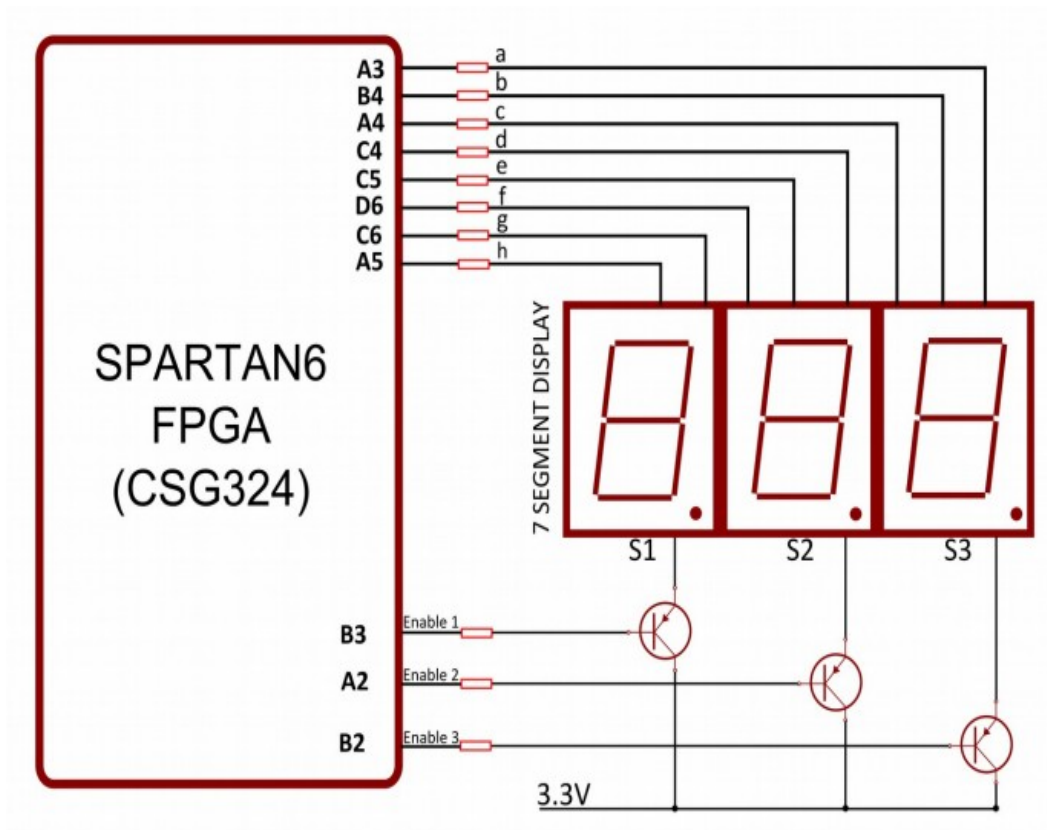 A3
a
B4
b
A4
c
C4
d
C5
e
D6
f
C6
g
A5
h
SPARTAN6
FPGA
(CSG324)
7 SEGMENT DISPLAY
S1
S2
S3
B3
Enable 1
A2
Enable 2
B2
Enable 3
3.3V